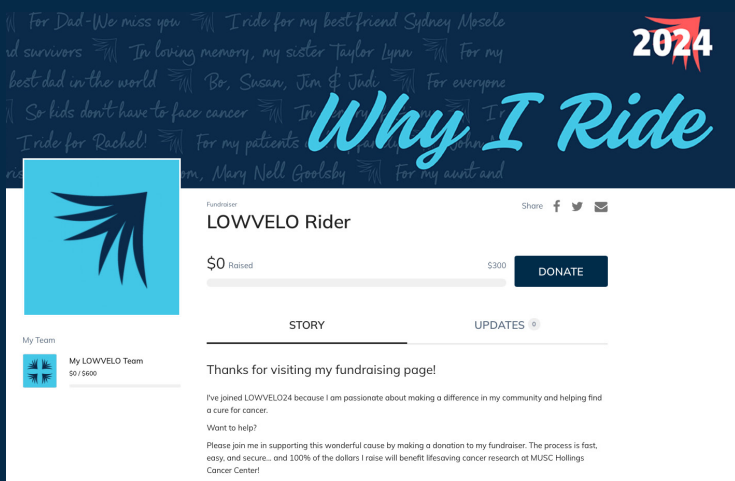 For Dad-We miss you I ride for my best friend Sydney Mosele
nd survivors In loving memory, my sister Taylor Lynn For my
best dad in the world Bo, Susan, Jim & Judi For everyone
So kids don't have to face cancer In
I ride for Rachel! For my patients
om, Mary Nell Goolsby For my aunt and
2024
Why I Ride
Fundraiser
Share
LOWVELO Rider
$0 Raised
$300
DONATE
STORY
UPDATES 0
My Team
My LOWVELO Team
$0 / $600
Thanks for visiting my fundraising page!
I've joined LOWVELO24 because I am passionate about making a difference in my community and helping find
a cure for cancer.
Want to help?
Please join me in supporting this wonderful cause by making a donation to my fundraiser. The process is fast,
easy, and secure... and 100% of the dollars I raise will benefit lifesaving cancer research at MUSC Hollings
Cancer Center!